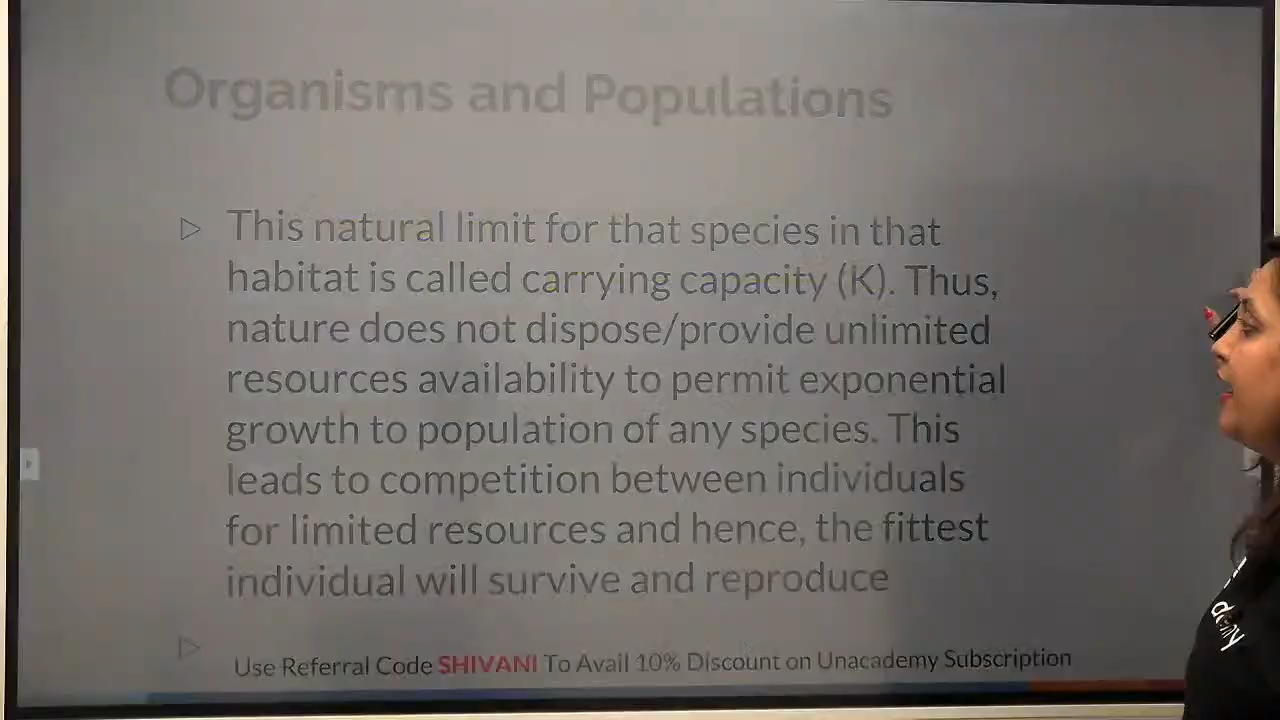 Organisms and Populations
This natural limit for that species in that
habitat is called carrying capacity (K). Thus,
nature does not dispose/provide unlimited
resources availability to permit exponential
growth to population of any species. This
leads to competition between individuals
for limited resources and hence, the fittest
individual will survive and reproduce
Use Referral Code SHIVANI To Avail 10% Discount on Unacademy Subscription
demy